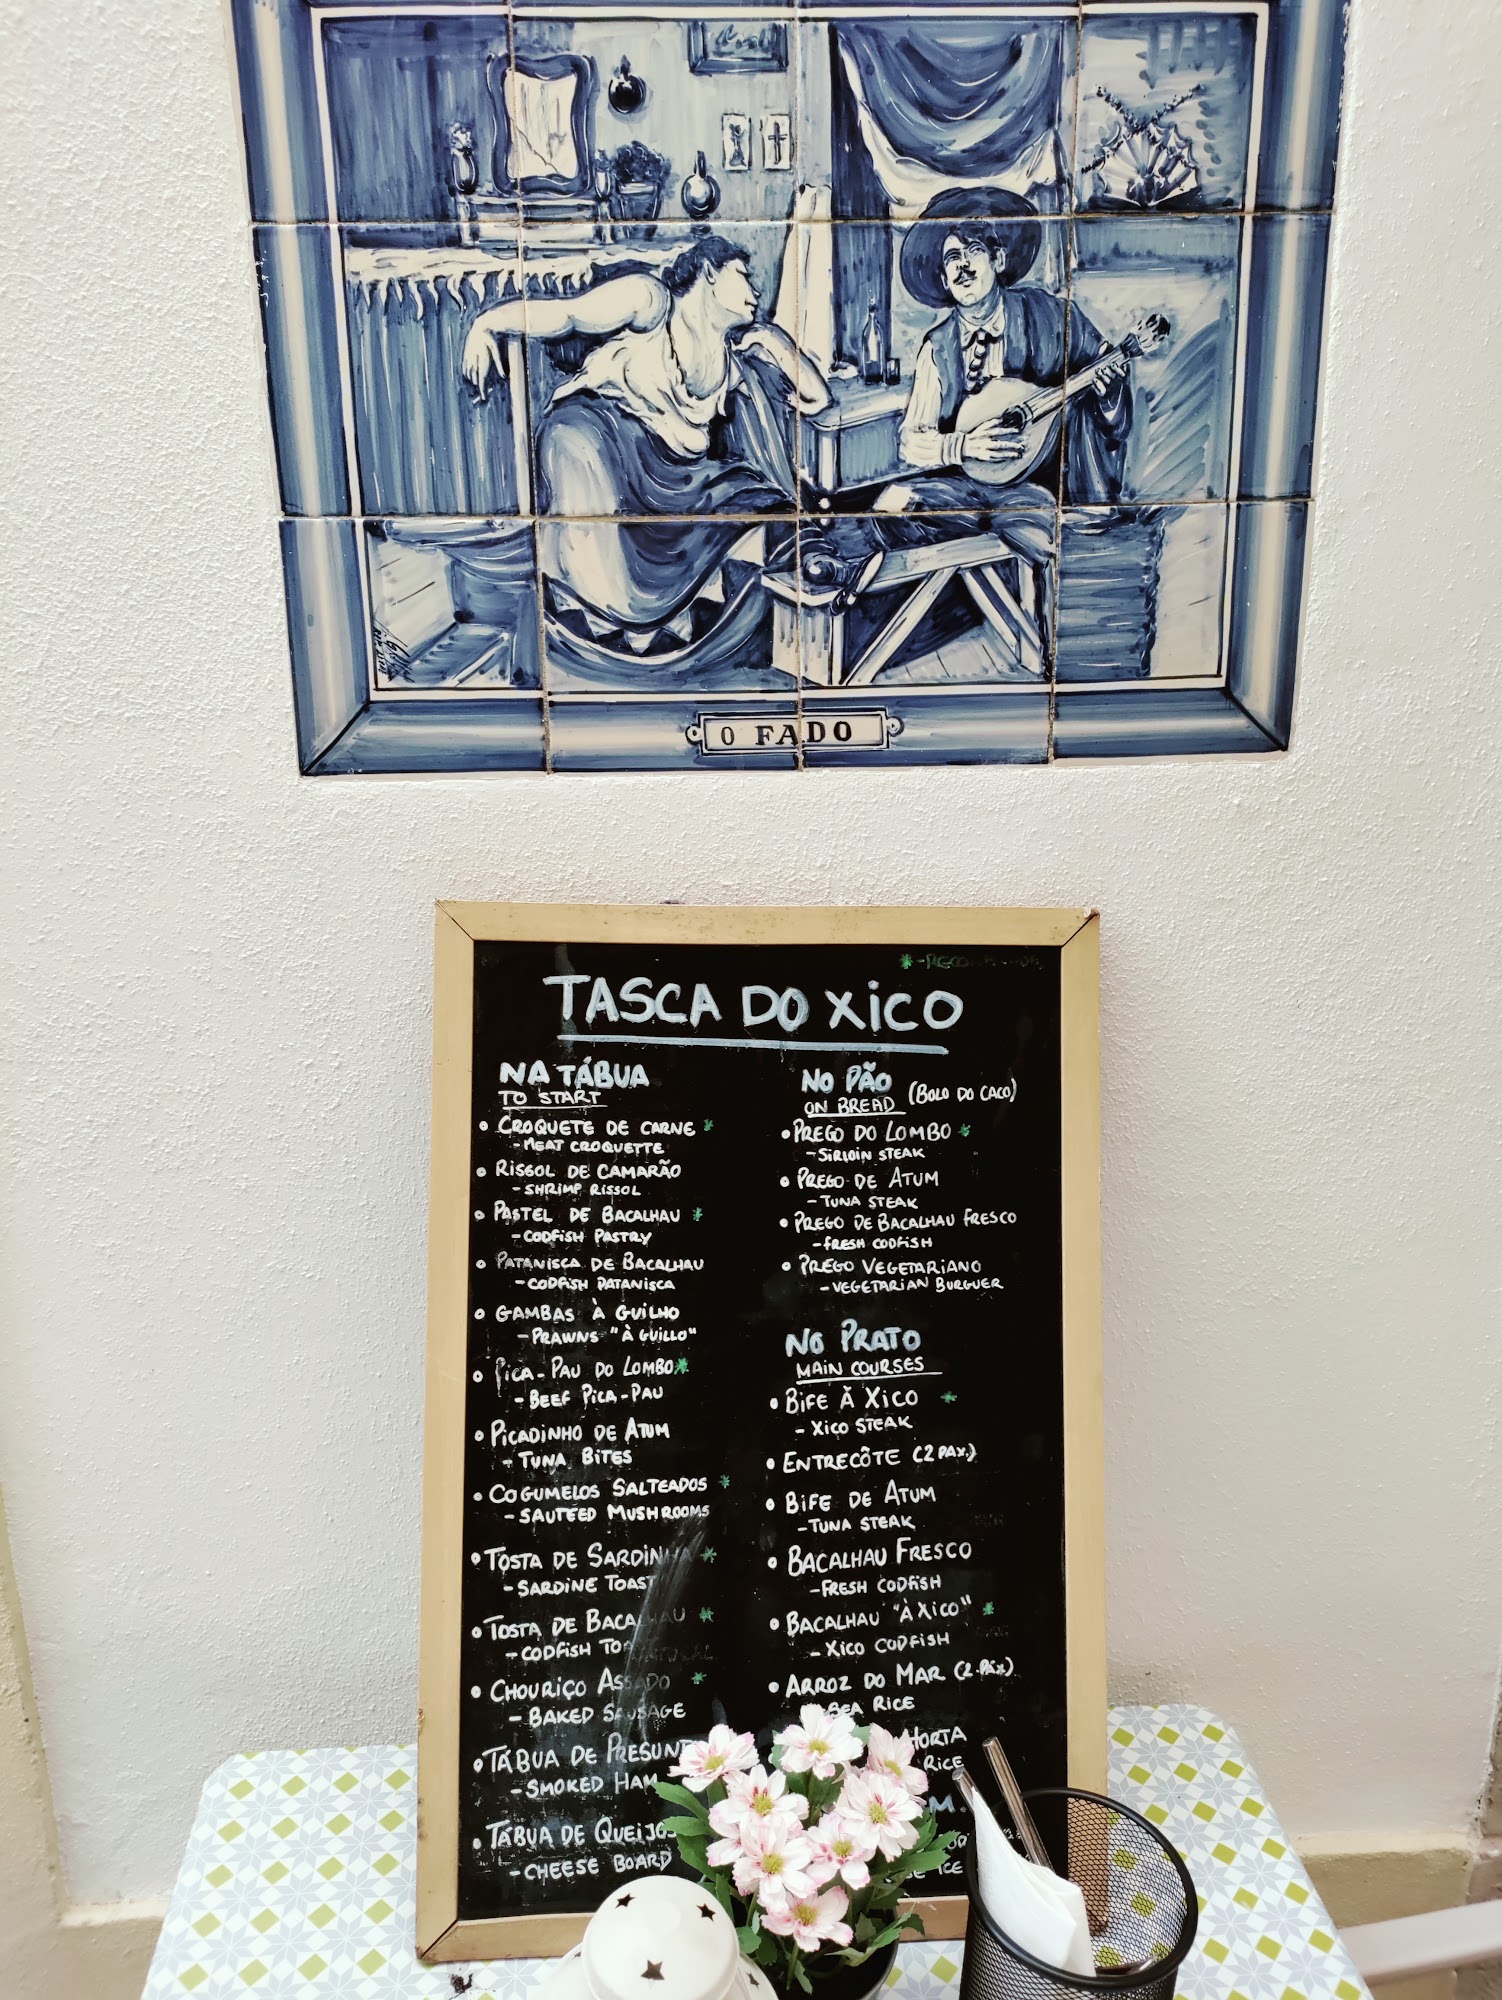 O FADO
TASCA DO XICO
NA TÁBUA
TO START
• CROQUETE DE CARNE *
- MEAT CROQUETTE
• RISSOL DE CAMARÃO
- SHRIMP RISSOL
• PASTEL DE BACALHAU *
- CODFISH PASTRY
• PATANISCA DE BACALHAU
- CODFISH PATANISCA
• GAMBAS À GUILHO
- PRAWNS "À GUILLO"
• PICA-PAU DO LOMBO *
- BEEF PICA-PAU
• PICADINHO DE ATUM
- TUNA BITES
• COGUMELOS SALTEADOS *
- SAUTEED MUSHROOMS
• TOSTA DE SARDINHA *
- SARDINE TOAST
• TOSTA DE BACALHAU *
- CODFISH
• CHOURIÇO ASSADO *
- BAKED SAUSAGE
• TÁBUA DE PRESUNT
- SMOKED HAM
• TÁBUA DE QUEIJOS
- CHEESE BOARD
NO PÃO (BOLO DO CACO)
ON BREAD
• PREGO DO LOMBO *
- SIRLOIN STEAK
• PREGO DE ATUM
- TUNA STEAK
• PREGO DE BACALHAU FRESCO
- FRESH CODFISH
• PREGO VEGETARIANO
- VEGETARIAN BURGUER
NO PRATO
MAIN COURSES
• BIFE À XICO *
- XICO STEAK
• ENTRECÔTE (2 PAX.)
• BIFE DE ATUM
- TUNA STEAK
• BACALHAU FRESCO
- FRESH CODFISH
• BACALHAU "À XICO" *
- XICO CODFISH
• ARROZ DO MAR (2 PAX)
BEA RICE
HORTA
RICE
M.